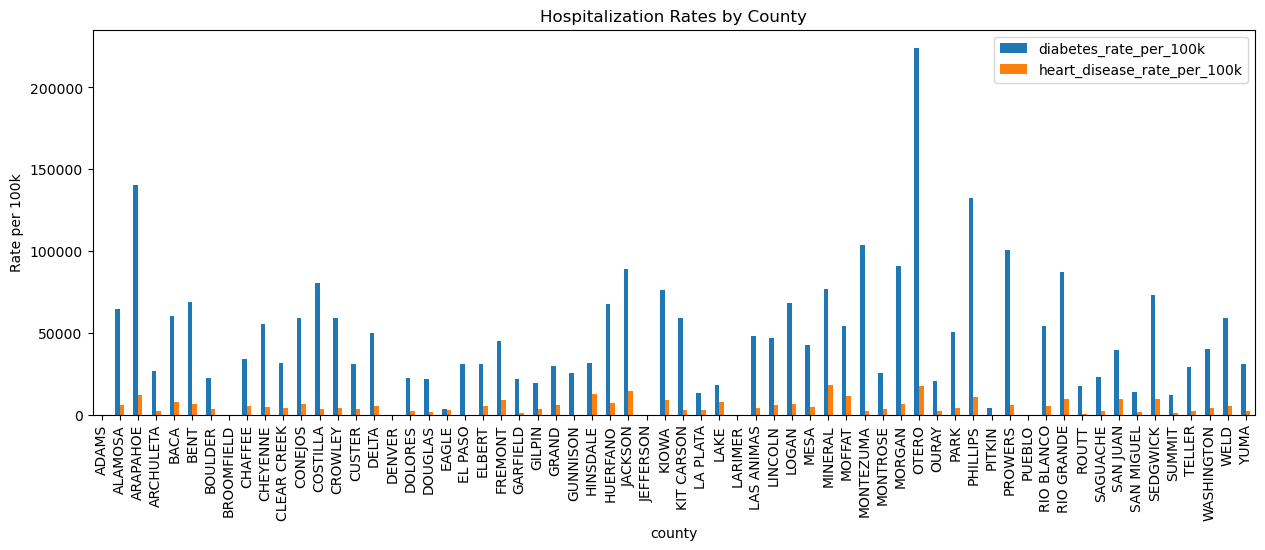 Hospitalization Rates by County
diabetes_rate_per_100k
heart_disease_rate_per_100k
Rate per 100k
200000
150000
100000
50000
0
ADAMS
ALAMOSA
ARAPAHOE
ARCHULETA
BACA
BENT
BOULDER
BROOMFIELD
CHAFFEE
CHEYENNE
CLEAR CREEK
CONEJOS
COSTILLA
CROWLEY
CUSTER
DELTA
DENVER
DOLORES
DOUGLAS
EAGLE
EL PASO
ELBERT
FREMONT
GARFIELD
GILPIN
GRAND
GUNNISON
HINSDALE
HUERFANO
JACKSON
JEFFERSON
KIOWA
KIT CARSON
LA PLATA
LAKE
LARIMER
LAS ANIMAS
LINCOLN
LOGAN
MESA
MINERAL
MOFFAT
MONTEZUMA
MONTROSE
MORGAN
OTERO
OURAY
PARK
PHILLIPS
PITKIN
PROWERS
PUEBLO
RIO BLANCO
RIO GRANDE
ROUTT
SAGUACHE
SAN JUAN
SAN MIGUEL
SEDGWICK
SUMMIT
TELLER
WASHINGTON
WELD
YUMA
county